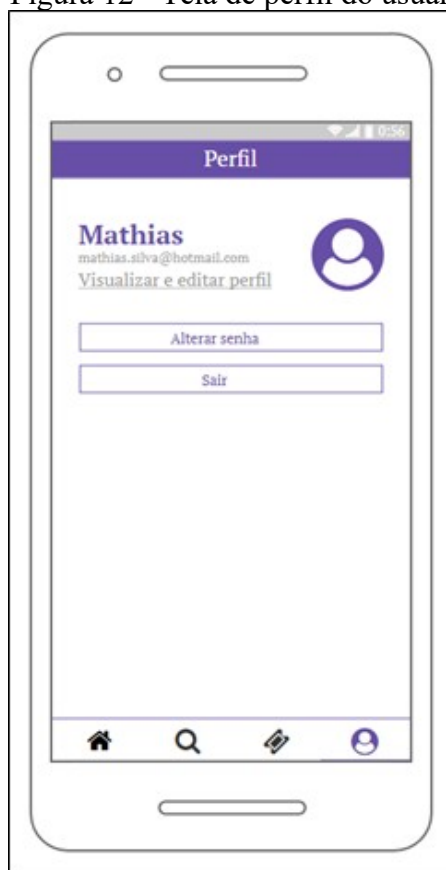 Figura 12 - Tela de perfil do usuár
0:56
Perfil
Mathias
mathias.silva@hotmail.com
Visualizar e editar perfil
Alterar senha
Sair